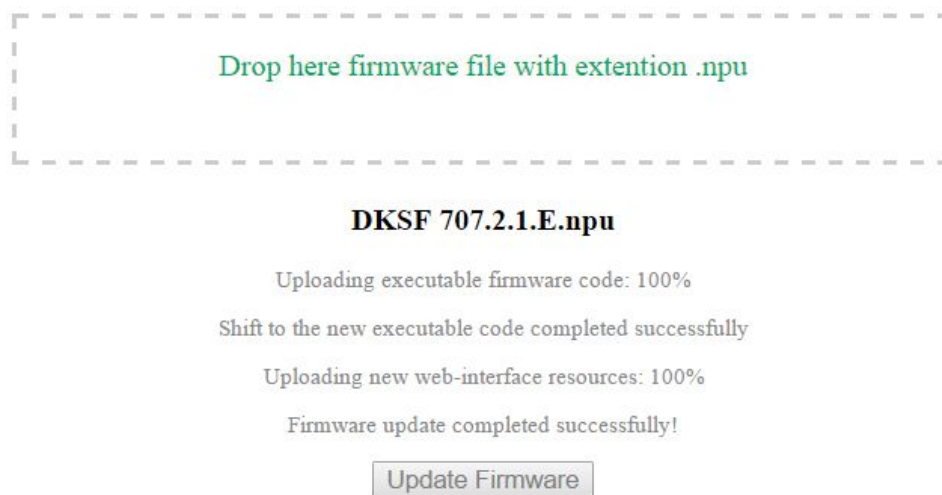 Drop here firmware file with extention .npu
DKSF 707.2.1.E.npu
Uploading executable firmware code: 100%
Shift to the new executable code completed successfully
Uploading new web-interface resources: 100%
Firmware update completed successfully!
Update Firmware